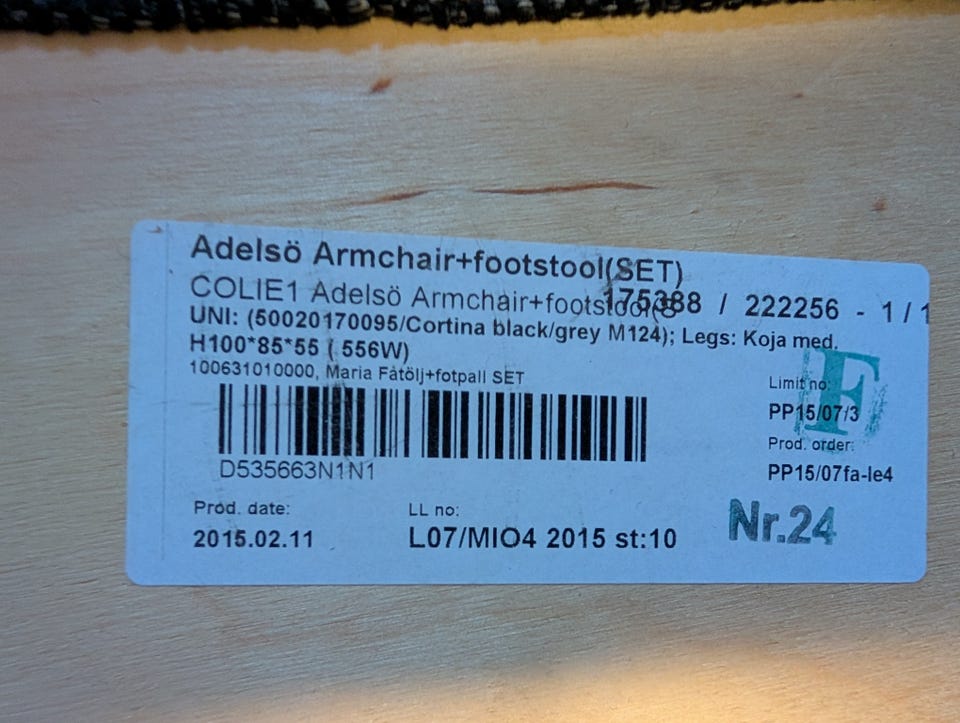 Adelsö Armchair+footstool(SET)
COLIE1 Adelsö Armchair+footstool(S
175388 / 222256 - 1 / 1
UNI: (50020170095/Cortina black/grey M124); Legs: Koja med.
H100*85*55 ( 556W)
100631010000, Maria Fåtölj+fotpall SET
F
Limit no:
PP15/07/3
Prod. order:
PP15/07fa-le4
D535663N1N1
Prod. date:
2015.02.11
LL no:
L07/MIO4 2015 st:10
Nr.24